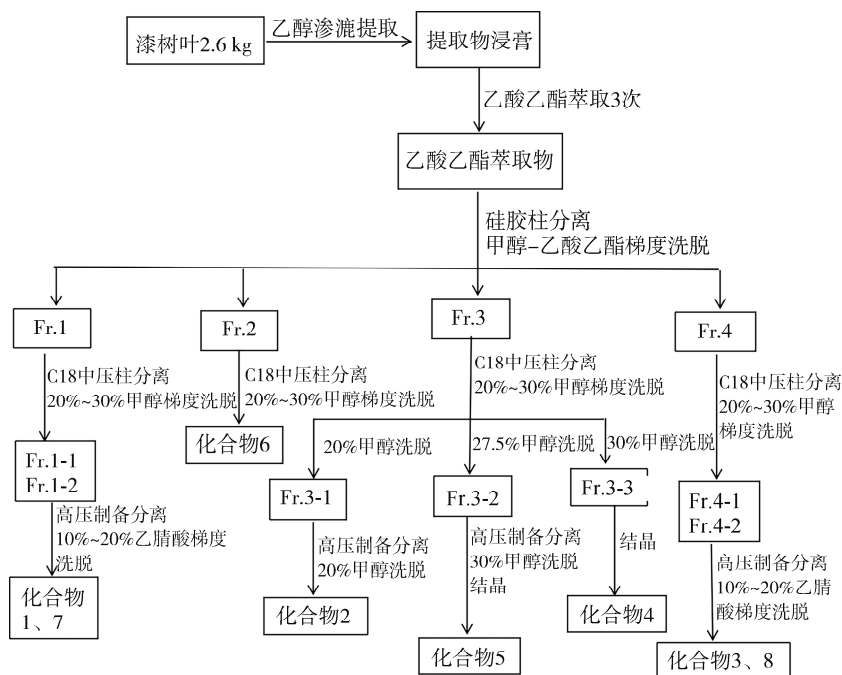 漆树叶2.6 kg
乙醇渗漉提取
提取物浸膏
乙酸乙酯萃取3次
乙酸乙酯萃取物
硅胶柱分离
甲醇-乙酸乙酯梯度洗脱
Fr.1
Fr.2
Fr.3
Fr.4
C18中压柱分离
20%~30%甲醇梯度洗脱
C18中压柱分离
20%~30%甲醇梯度洗脱
C18中压柱分离
20%~30%甲醇梯度洗脱
C18中压柱分离
20%~30%甲醇
梯度洗脱
Fr.1-1
Fr.1-2
化合物6
20%甲醇洗脱
27.5%甲醇洗脱
30%甲醇洗脱
Fr.3-1
Fr.3-2
Fr.3-3
Fr.4-1
Fr.4-2
高压制备分离
10%~20%乙腈酸梯度
洗脱
高压制备分离
20%甲醇洗脱
高压制备分离
30%甲醇洗脱
结晶
结晶
高压制备分离
10%~20%乙腈
酸梯度洗脱
化合物
1、7
化合物2
化合物5
化合物4
化合物3、8